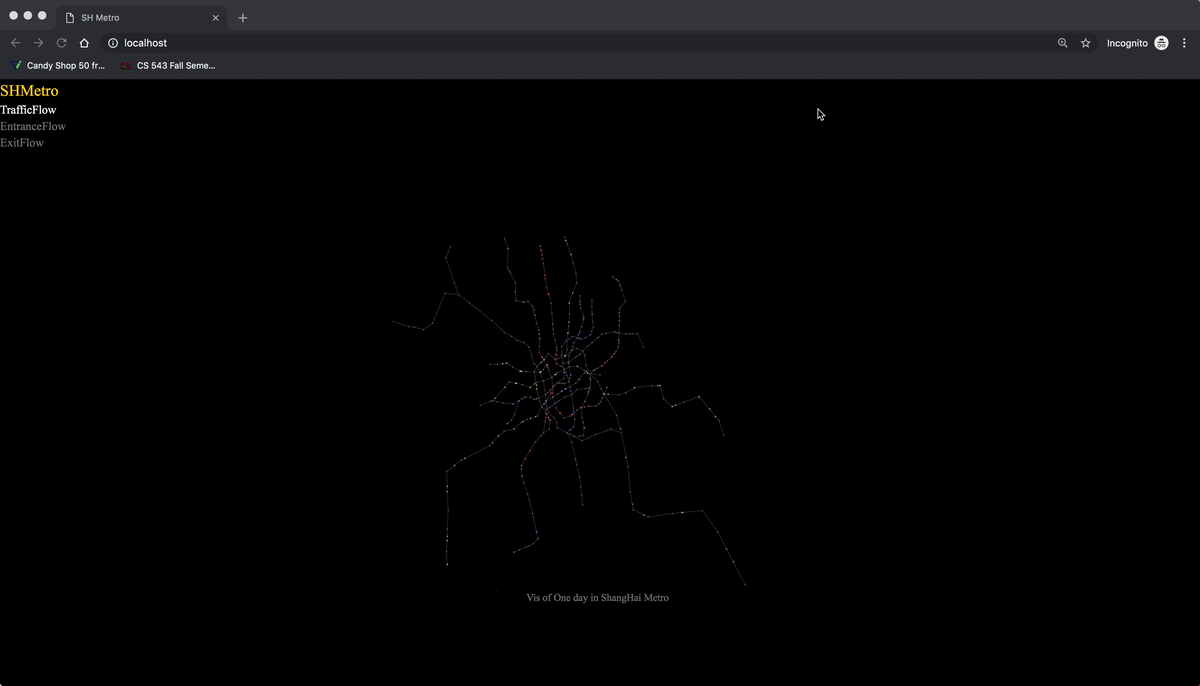 SH Metro
localhost
Incognito
Candy Shop 50 fr...
CS CS 543 Fall Seme...
SHMetro
TrafficFlow
EntranceFlow
ExitFlow
Vis of One day in ShangHai Metro